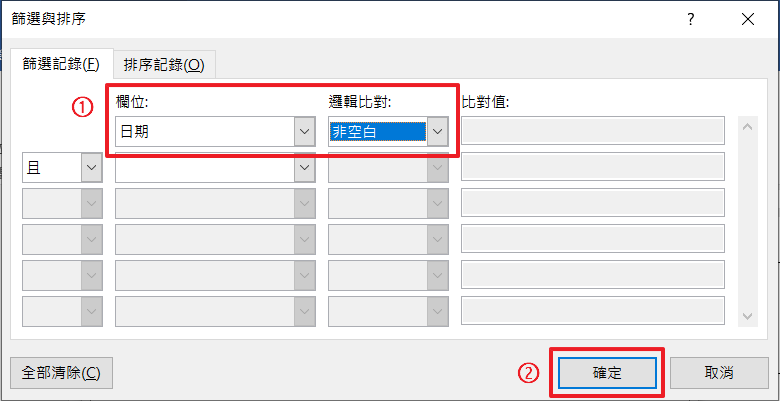 篩選與排序
篩選記錄(F) 排序記錄(O)
① 欄位: 邏輯比對: 比對值:
日期 非空白
且
全部清除(C) ② 確定 取消